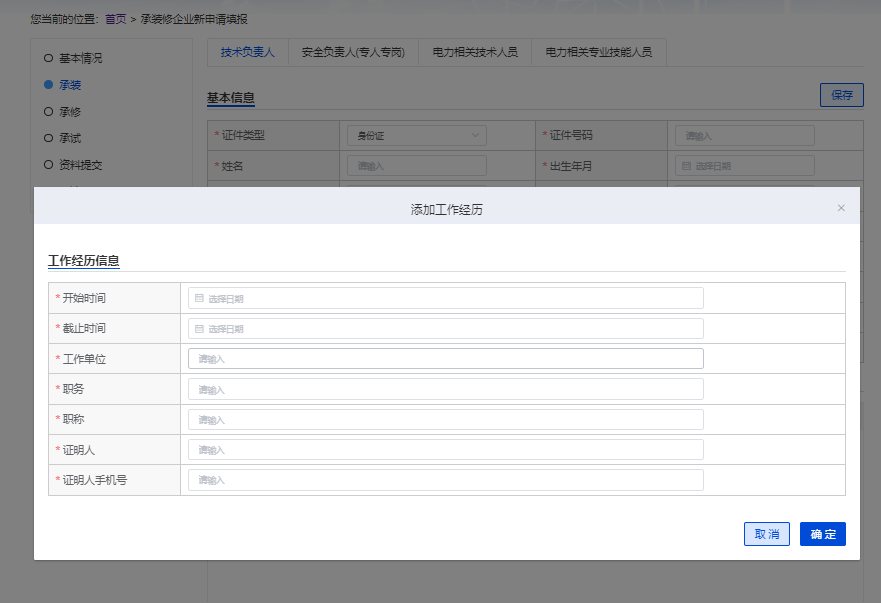 您当前的位置：首页 > 承装修企业新申请填报
基本情况
承装
承修
承试
资料提交
技术负责人 安全负责人(专人专岗) 电力相关技术人员 电力相关专业技能人员
基本信息 保存
*证件类型 身份证 *证件号码 请输入
*姓名 请输入 *出生年月 选择日期
添加工作经历 ×
工作经历信息
*开始时间 选择日期
*截止时间 选择日期
*工作单位 请输入
*职务 请输入
*职称 请输入
*证明人 请输入
*证明人手机号 请输入
取消 确定